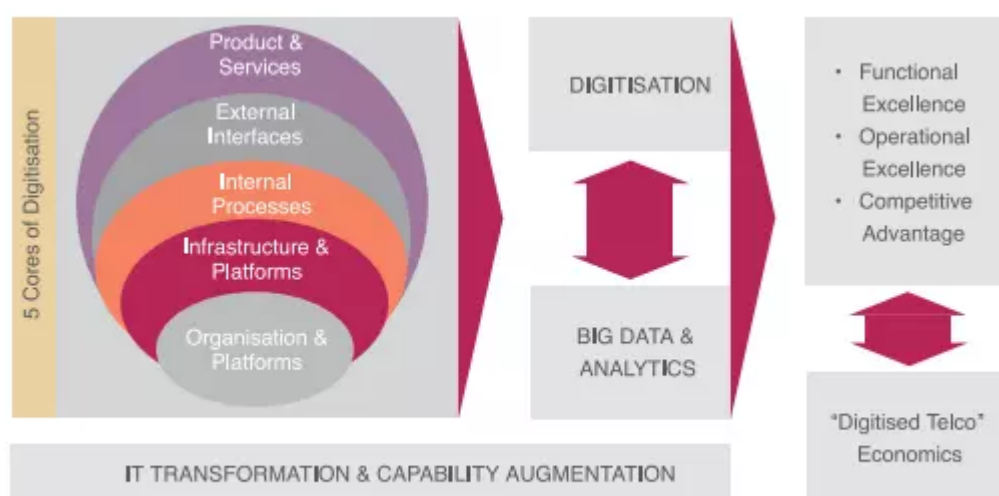 5 Cores of Digitisation
Product &
Services
External
Interfaces
Internal
Processes
Infrastructure &
Platforms
Organisation &
Platforms
DIGITISATION
BIG DATA &
ANALYTICS
• Functional
Excellence
• Operational
Excellence
• Competitive
Advantage
"Digitised Telco"
Economics
IT TRANSFORMATION & CAPABILITY AUGMENTATION